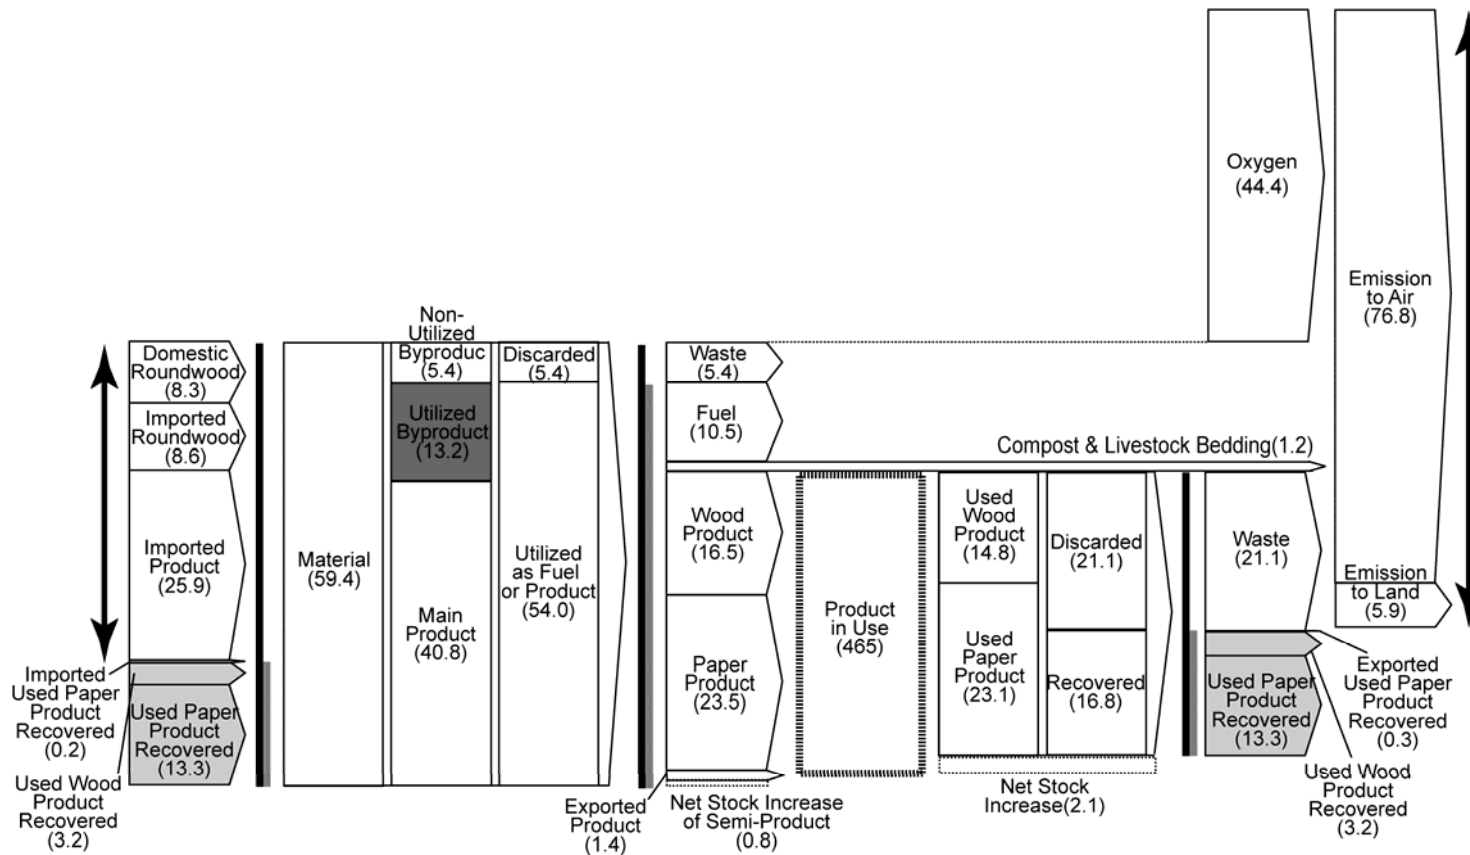 Oxygen
(44.4)
Emission
to Air
(76.8)
Domestic
Roundwood
(8.3)
Imported
Roundwood
(8.6)
Imported
Product
(25.9)
Imported
Used Paper
Product
Recovered
(0.2)
Used Paper
Product
Recovered
(13.3)
Used Wood
Product
Recovered
(3.2)
Material
(59.4)
Non-
Utilized
Byproduc
(5.4)
Utilized
Byproduct
(13.2)
Main
Product
(40.8)
Discarded
(5.4)
Utilized
as Fuel
or Product
(54.0)
Waste
(5.4)
Fuel
(10.5)
Compost & Livestock Bedding(1.2)
Wood
Product
(16.5)
Paper
Product
(23.5)
Exported
Product
(1.4)
Net Stock Increase
of Semi-Product
(0.8)
Product
in Use
(465)
Used
Wood
Product
(14.8)
Used
Paper
Product
(23.1)
Discarded
(21.1)
Recovered
(16.8)
Net Stock
Increase(2.1)
Waste
(21.1)
Used Paper
Product
Recovered
(13.3)
Emission
to Land
(5.9)
Exported
Used Paper
Product
Recovered
(0.3)
Used Wood
Product
Recovered
(3.2)